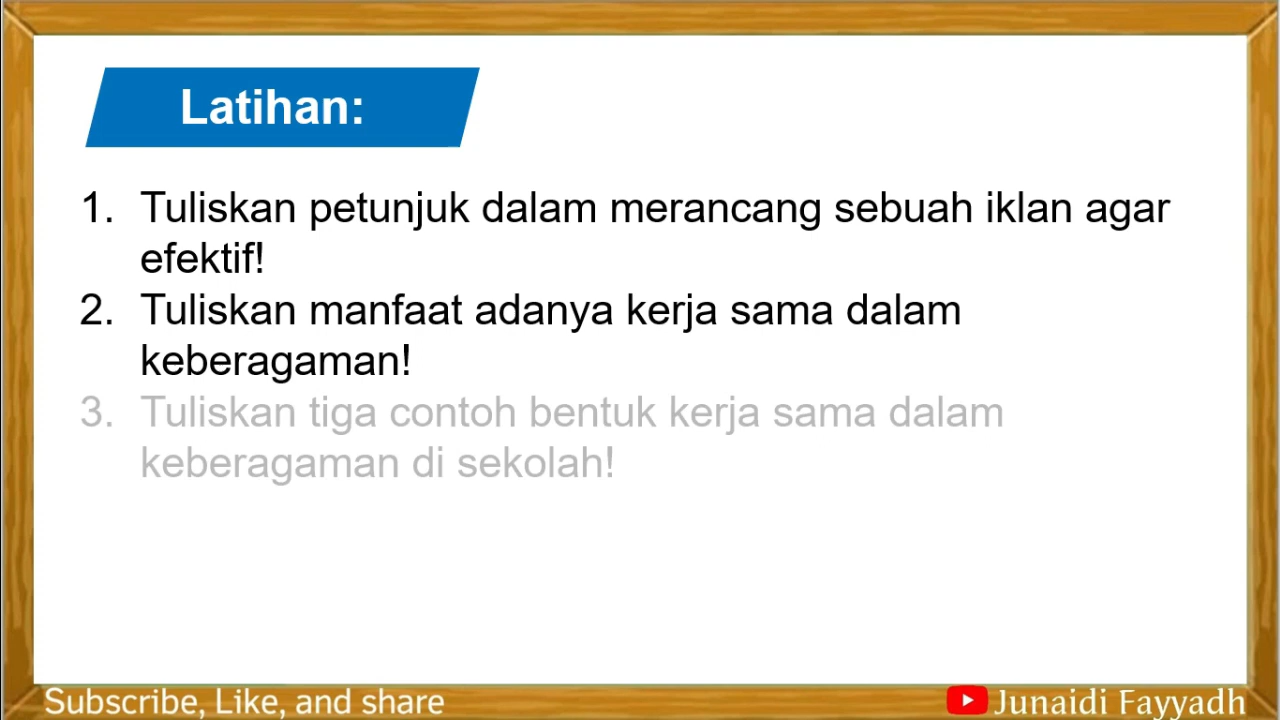 Latihan:
1. Tuliskan petunjuk dalam merancang sebuah iklan agar
efektif!
2. Tuliskan manfaat adanya kerja sama dalam
keberagaman!
3. Tuliskan tiga contoh bentuk kerja sama dalam
keberagaman di sekolah!
Subscribe, Like, and share
Junaidi Fayyadh